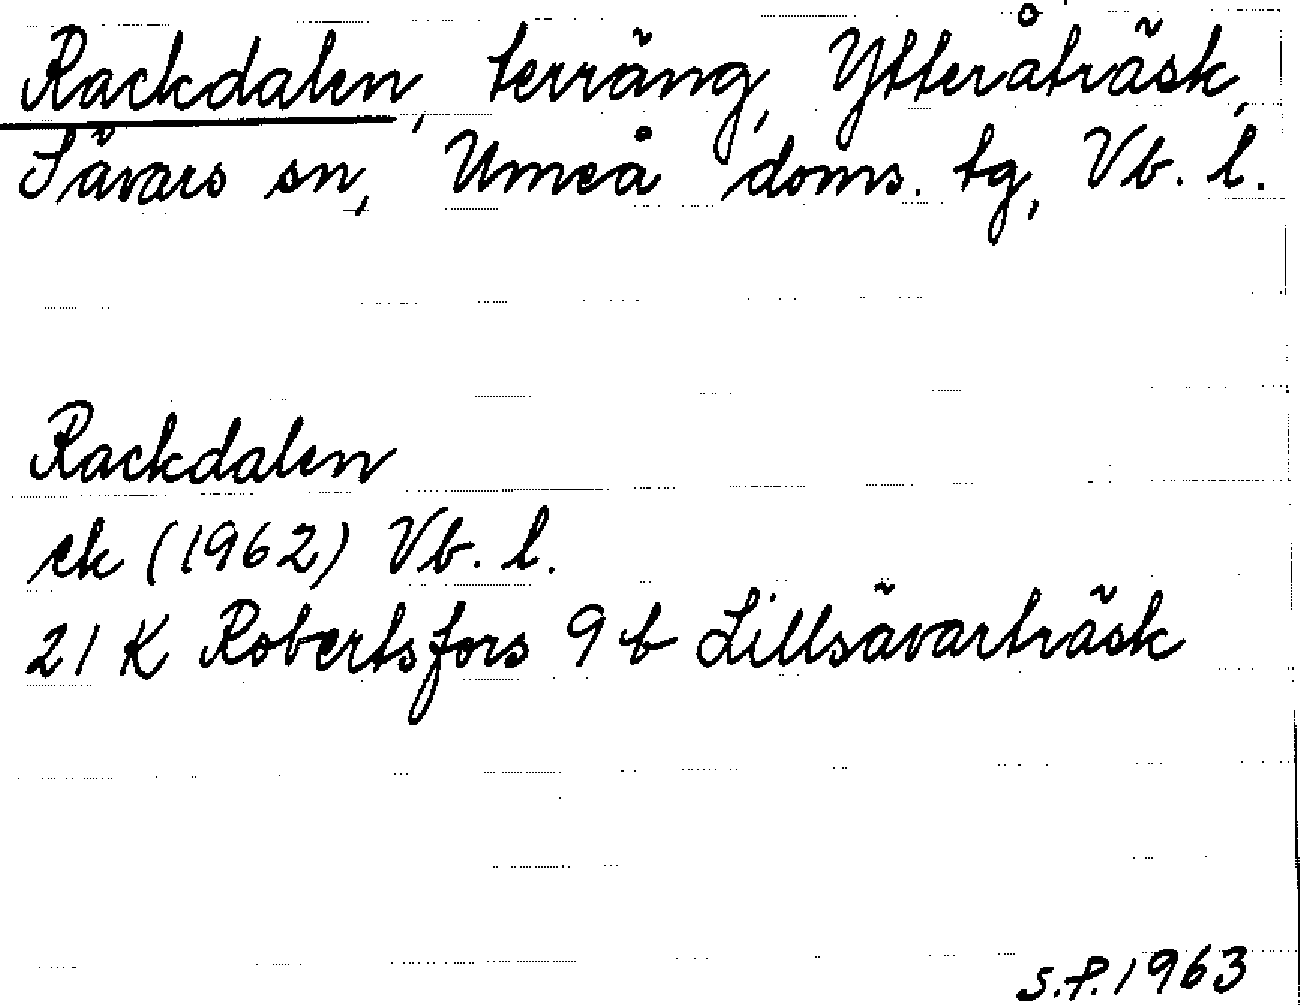 Rackdalen, terräng, Ytteråträsk,
Sävars sn, Umeå doms. tg, Vb. l.
Rackdalen
ek (1962) Vb. l.
21 K Robertsfors 9 b Lillsävarträsk
S.P. 1963